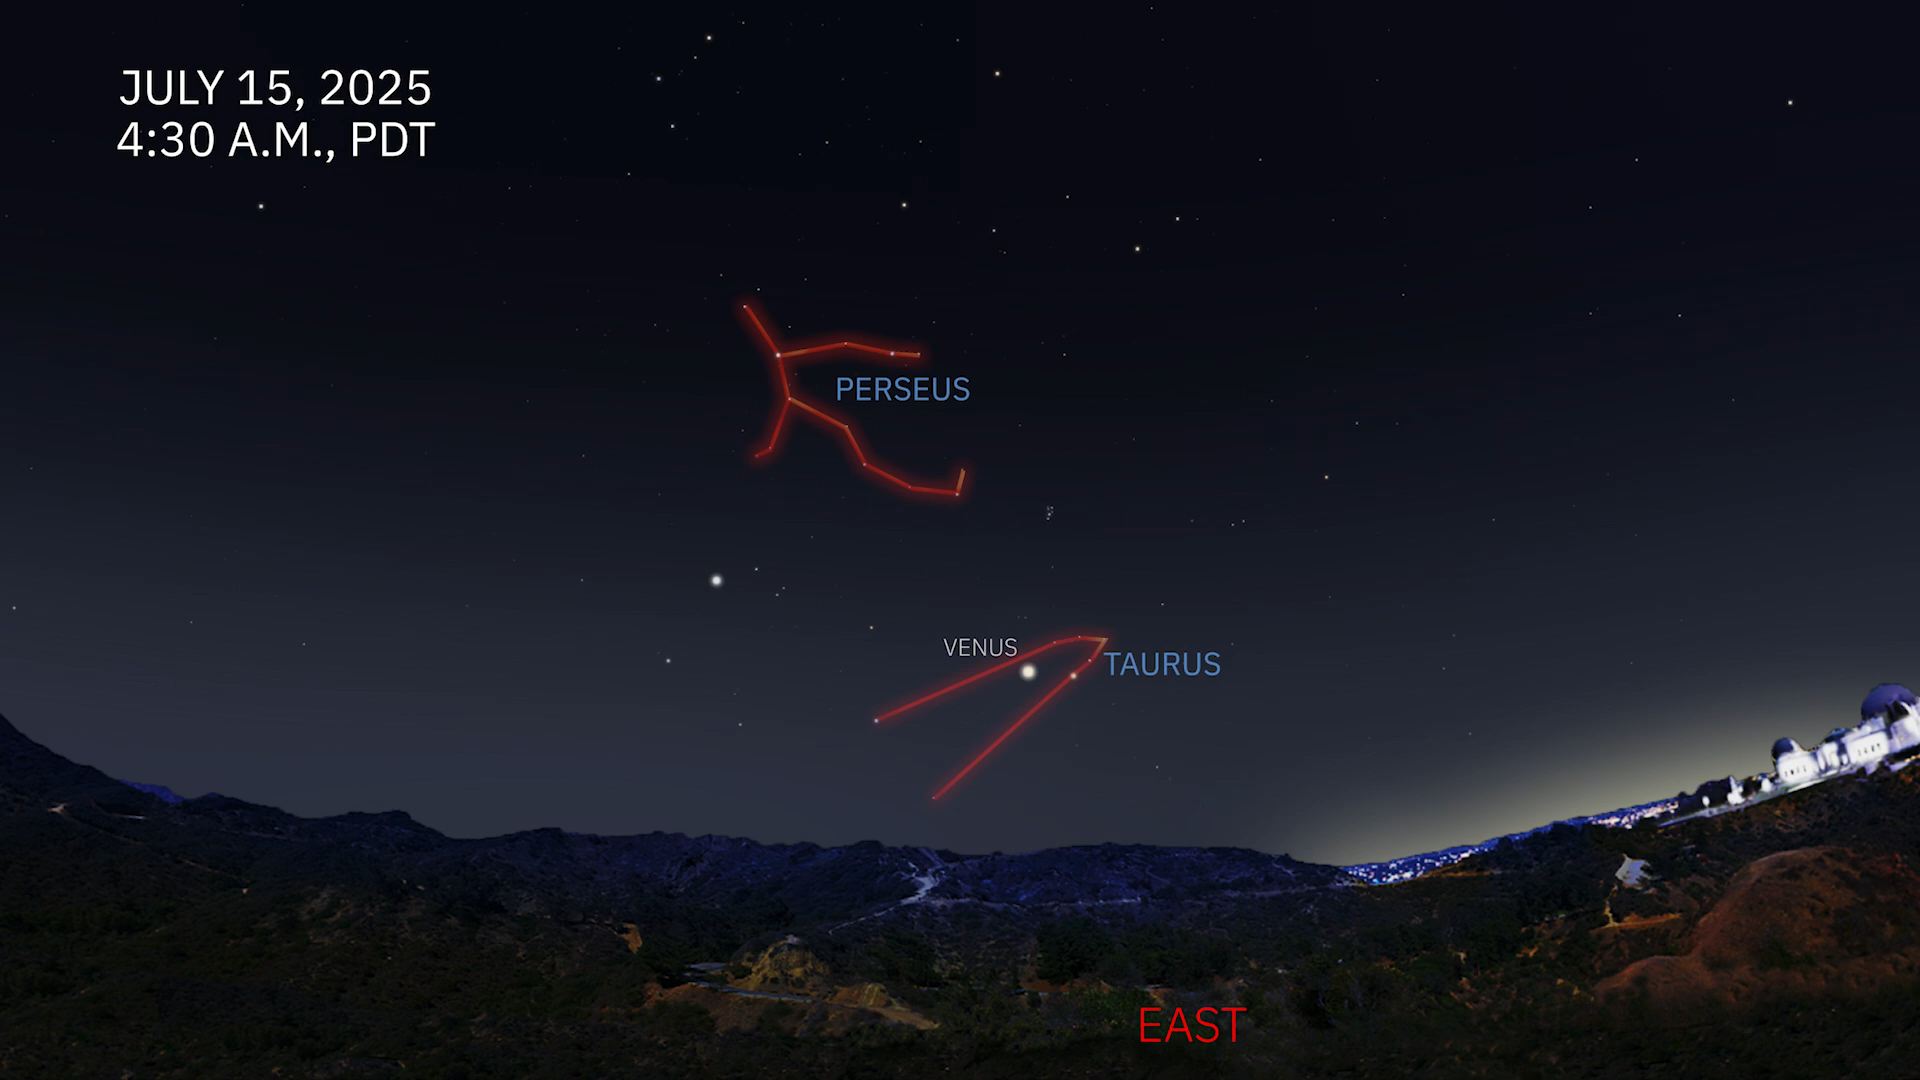 JULY 15, 2025
4:30 A.M., PDT
PERSEUS
VENUS
TAURUS
EAST